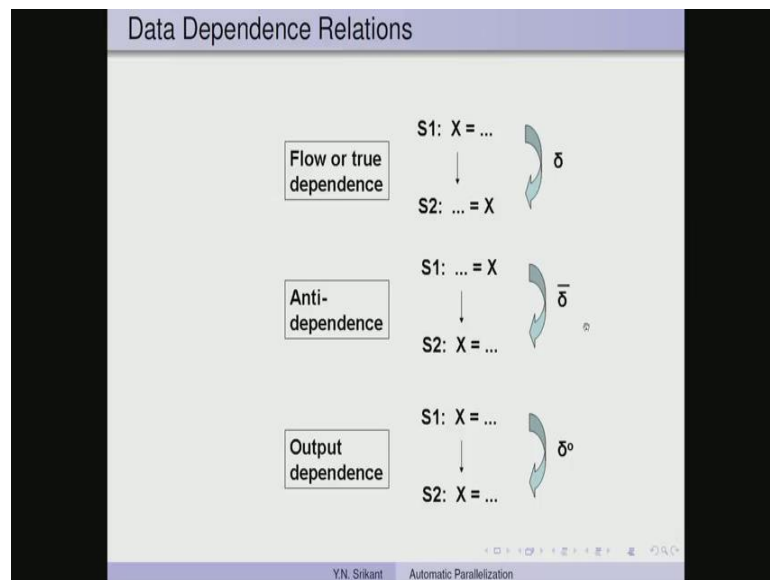 Data Dependence Relations
Flow or true
dependence
S1: X = ...
S2: ... = X
δ
Anti-
dependence
S1: ... = X
S2: X = ...
δ̅
Output
dependence
S1: X = ...
S2: X = ...
δᵒ
Y.N. Srikant Automatic Parallelization